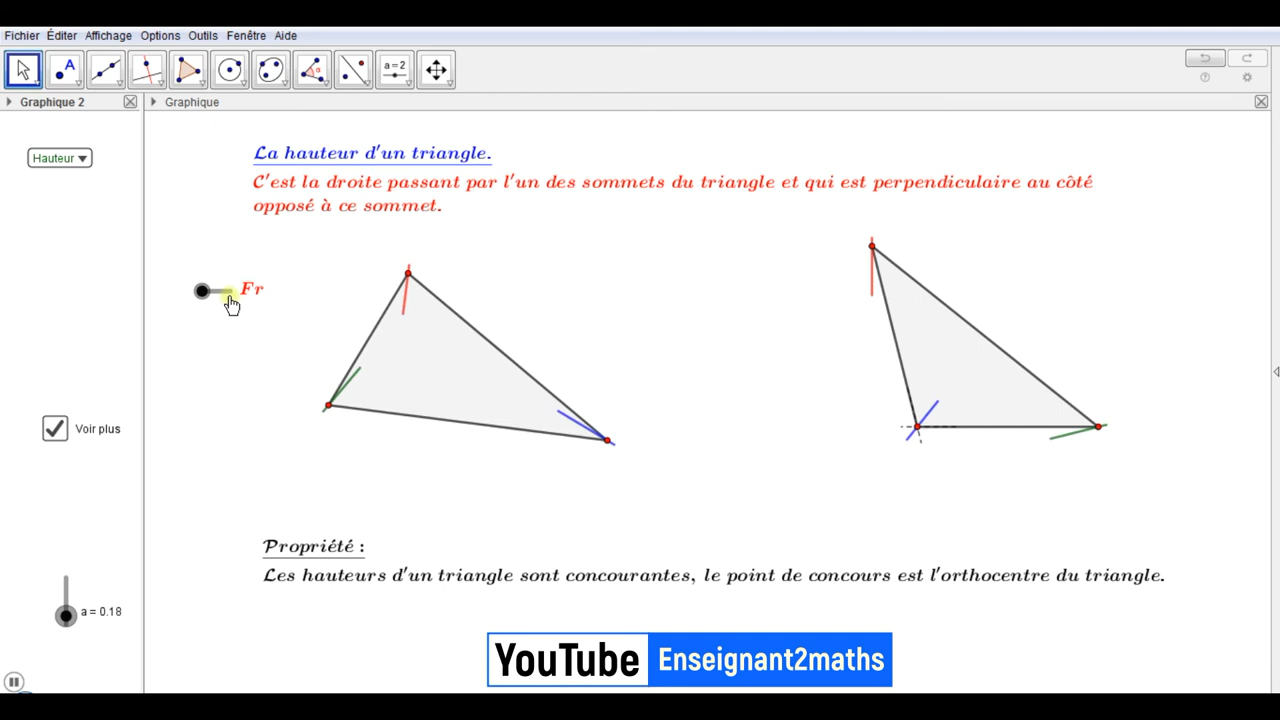 Fichier Éditer Affichage Options Outils Fenêtre Aide
A
α
a = 2
Graphique 2
Graphique
Hauteur
La hauteur d'un triangle.
C'est la droite passant par l'un des sommets du triangle et qui est perpendiculaire au côté
opposé à ce sommet.
Fr
Voir plus
Propriété :
Les hauteurs d'un triangle sont concourantes, le point de concours est l'orthocentre du triangle.
a = 0.18
YouTube Enseignant2maths